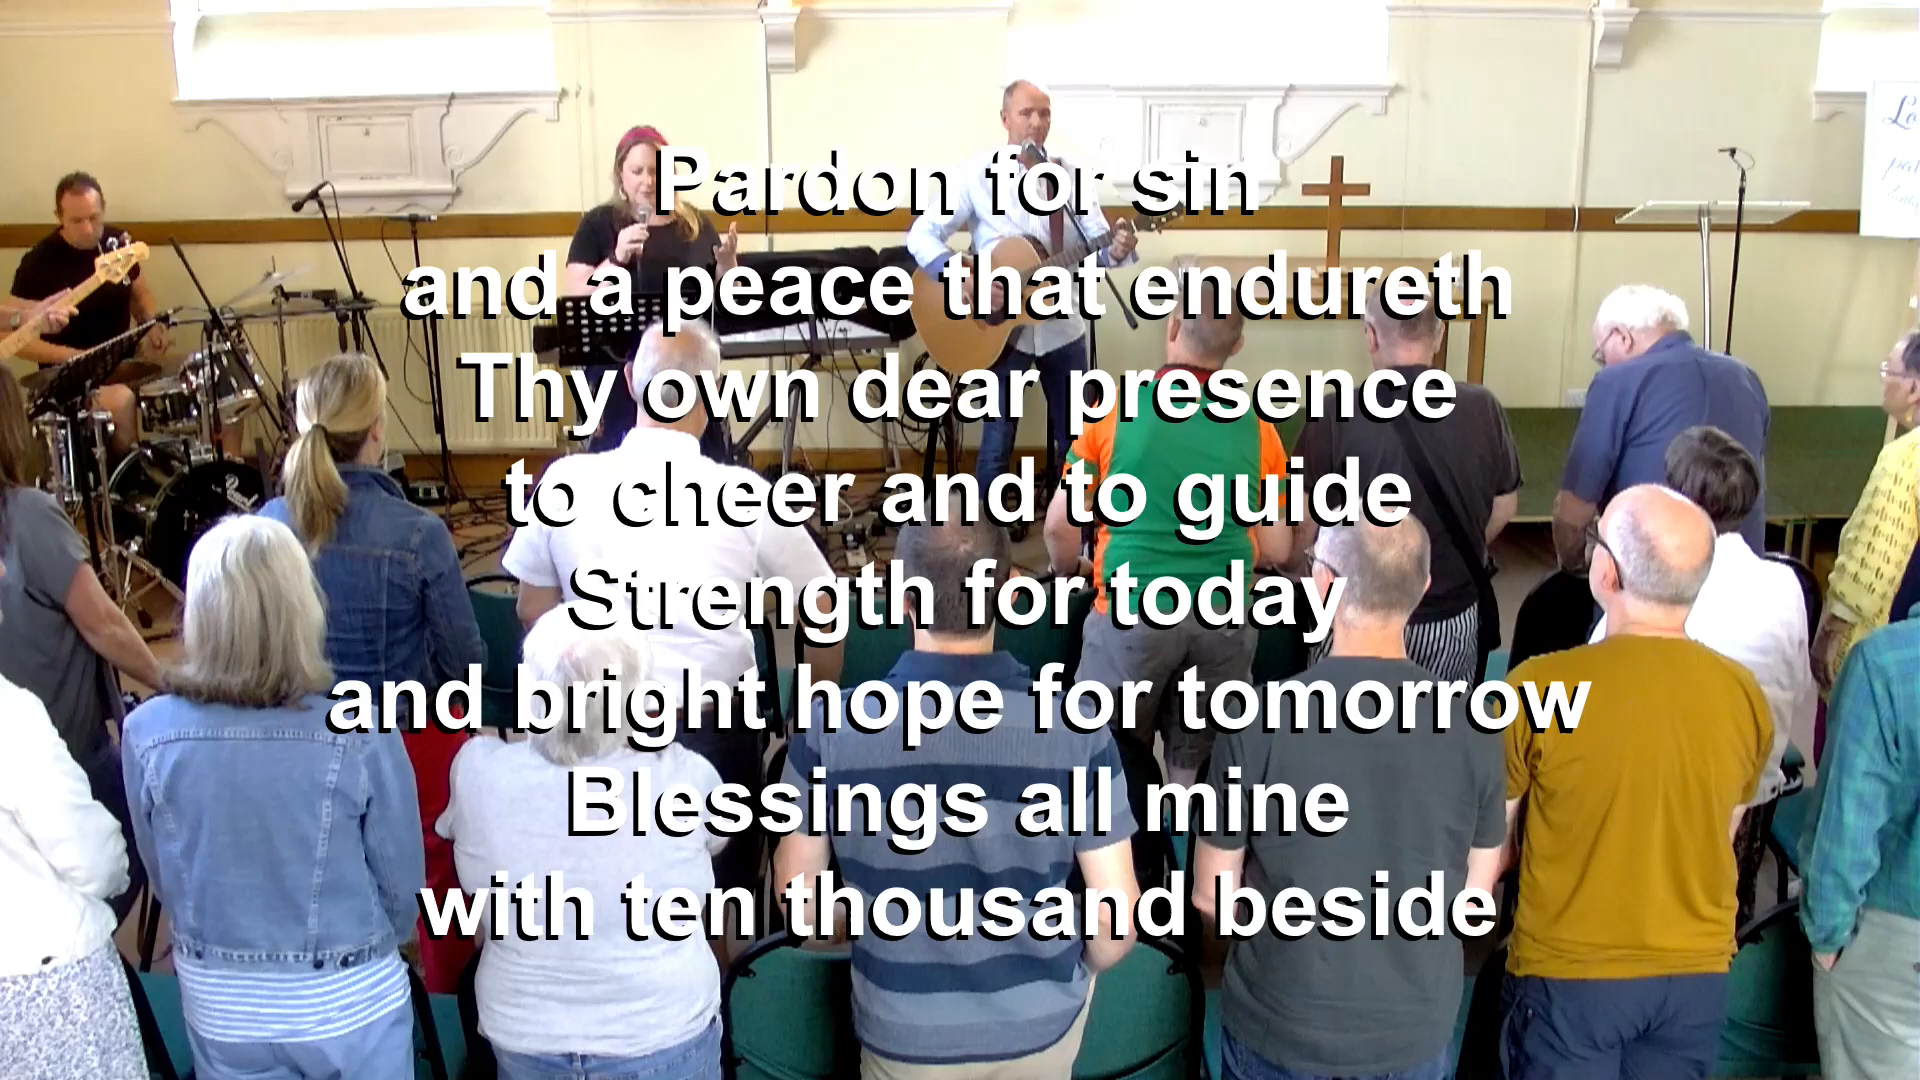 Pardon for sin
and a peace that endureth
Thy own dear presence
to cheer and to guide
Strength for today
and bright hope for tomorrow
Blessings all mine
with ten thousand beside